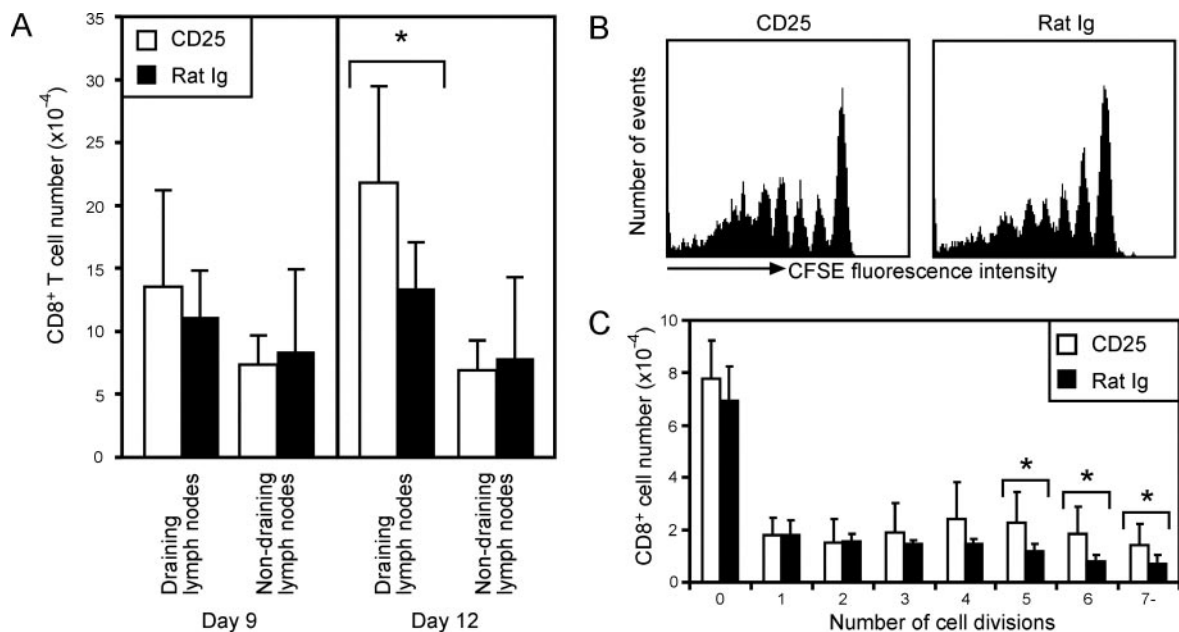 A
CD8⁺ T cell number (x10⁻⁴)
35
30
25
20
15
10
5
0
CD25
Rat Ig
*
Draining
lymph nodes
Non-draining
lymph nodes
Draining
lymph nodes
Non-draining
lymph nodes
Day 9
Day 12
B
CD25
Rat Ig
Number of events
CFSE fluorescence intensity
C
CD8⁺ cell number (x10⁻⁴)
10
8
6
4
2
0
CD25
Rat Ig
*
*
*
0 1 2 3 4 5 6 7-
Number of cell divisions